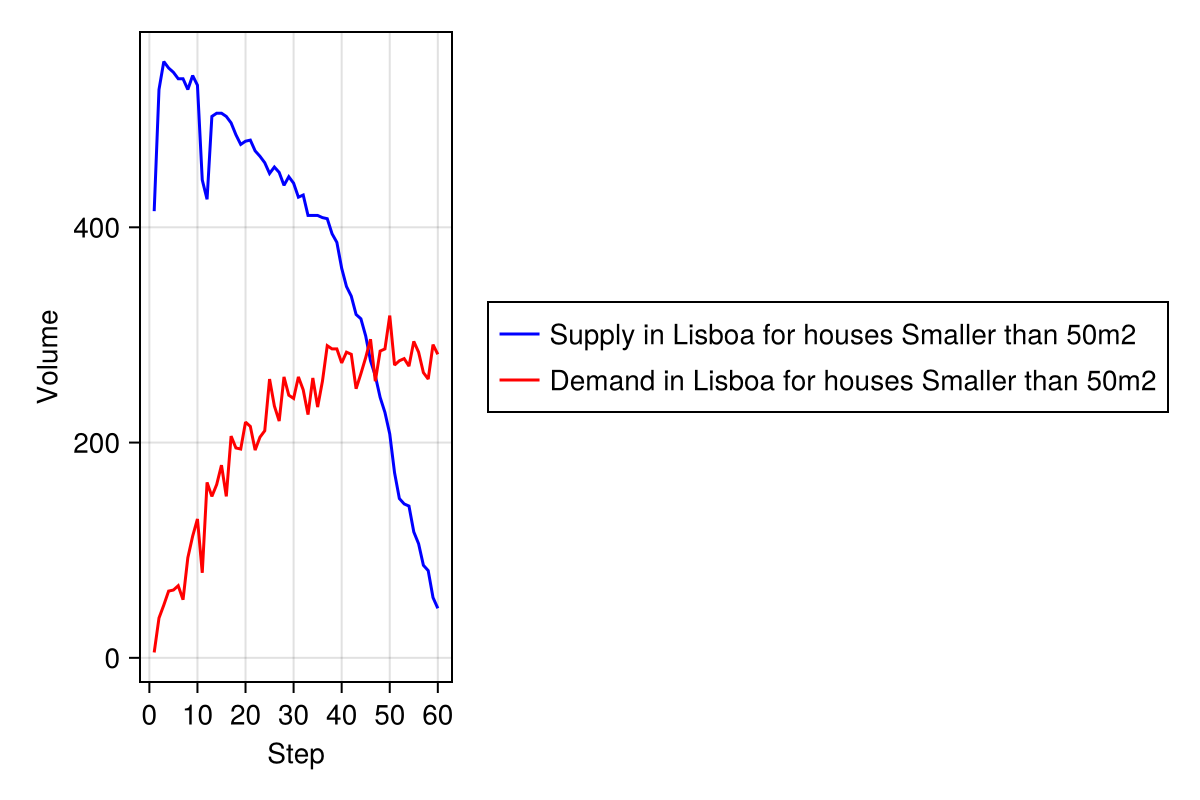 Volume
400
200
0
0 10 20 30 40 50 60
Step
Supply in Lisboa for houses Smaller than 50m2
Demand in Lisboa for houses Smaller than 50m2